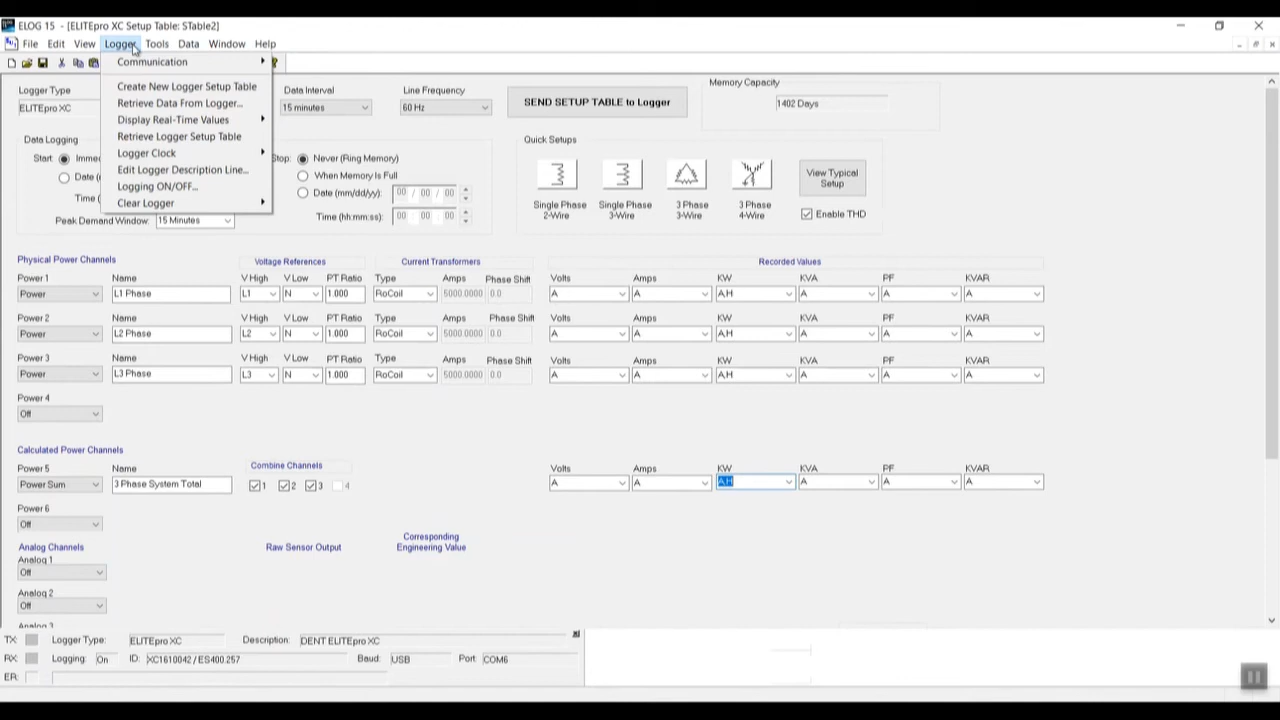 ELOG 15 - [ELITEpro XC Setup Table: STable2]
File Edit View Logger Tools Data Window Help
Communication
Create New Logger Setup Table
Retrieve Data From Logger...
Display Real-Time Values
Retrieve Logger Setup Table
Logger Clock
Edit Logger Description Line...
Logging ON/OFF...
Clear Logger
Logger Type
ELITEpro XC
Data Interval
15 minutes
Line Frequency
60 Hz
SEND SETUP TABLE to Logger
Memory Capacity
1402 Days
Data Logging
Start: Immed
Date (
Time (
Stop: Never (Ring Memory)
When Memory Is Full
Date (mm/dd/yy): 00 / 00 / 00
Time (hh:mm:ss): 00 : 00 : 00
Peak Demand Window: 15 Minutes
Quick Setups
Single Phase 2-Wire
Single Phase 3-Wire
3 Phase 3-Wire
3 Phase 4-Wire
View Typical Setup
Enable THD
Physical Power Channels Voltage References Current Transformers Recorded Values
Power 1 Name V High V Low PT Ratio Type Amps Phase Shift Volts Amps KW KVA PF KVAR
Power L1 Phase L1 N 1.000 RoCoil 5000.0000 0.0 A A A,H A A A
Power 2 Name V High V Low PT Ratio Type Amps Phase Shift Volts Amps KW KVA PF KVAR
Power L2 Phase L2 N 1.000 RoCoil 5000.0000 0.0 A A A,H A A A
Power 3 Name V High V Low PT Ratio Type Amps Phase Shift Volts Amps KW KVA PF KVAR
Power L3 Phase L3 N 1.000 RoCoil 5000.0000 0.0 A A A,H A A A
Power 4
Off
Calculated Power Channels
Power 5 Name Combine Channels Volts Amps KW KVA PF KVAR
Power Sum 3 Phase System Total 1 2 3 4 A A A,H A A A
Power 6
Off
Analog Channels Raw Sensor Output Corresponding Engineering Value
Analog 1
Off
Analog 2
Off
Analog 3
TX: Logger Type: ELITEpro XC Description: DENT ELITEpro XC
RX: Logging: On ID: XC1610042 / ES400.257 Baud: USB Port: COM6
ER: